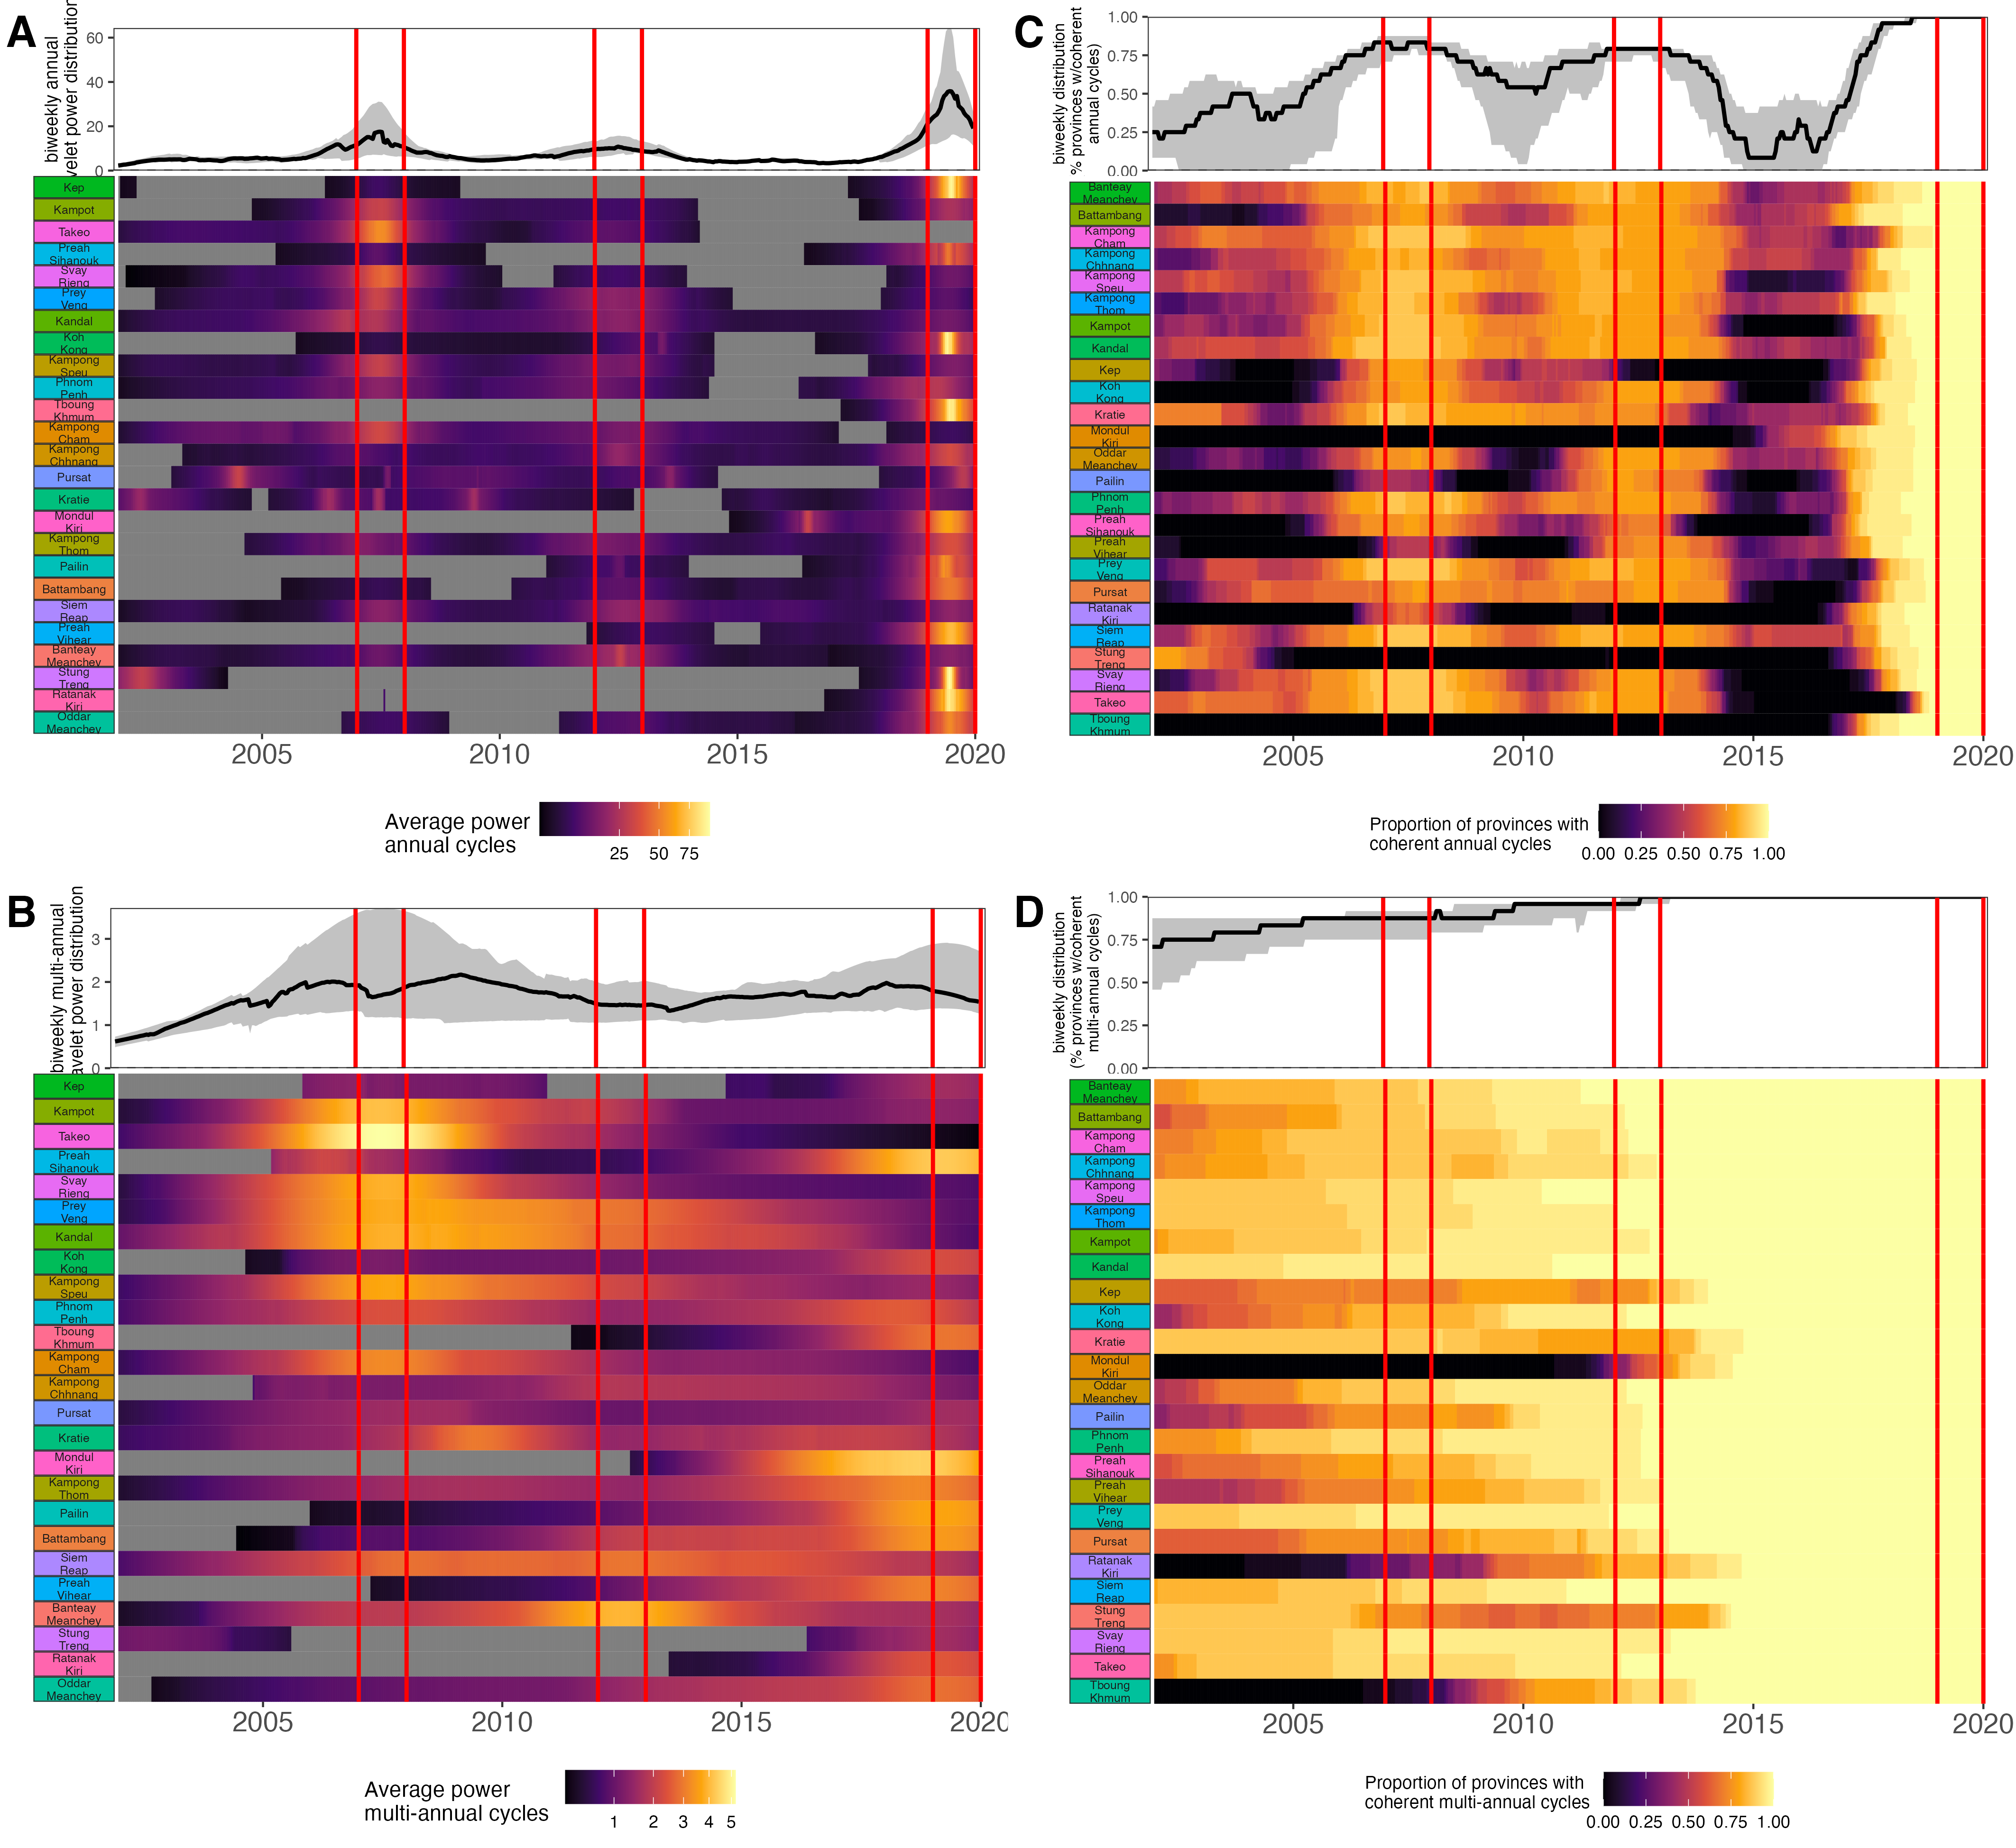 A
biweekly annual
velet power distribution
60
40
20
0
Kep
Kampot
Takeo
Preah
Sihanouk
Svay
Rieng
Prey
Veng
Kandal
Koh
Kong
Kampong
Speu
Phnom
Penh
Tboung
Khmum
Kampong
Cham
Kampong
Chhnang
Pursat
Kratie
Mondul
Kiri
Kampong
Thom
Pailin
Battambang
Siem
Reap
Preah
Vihear
Banteay
Meanchey
Stung
Treng
Ratanak
Kiri
Oddar
Meanchey
2005 2010 2015 2020
Average power
annual cycles
25 50 75
C
biweekly distribution
% provinces w/coherent
annual cycles)
1.00
0.75
0.50
0.25
0.00
Banteay
Meanchey
Battambang
Kampong
Cham
Kampong
Chhnang
Kampong
Speu
Kampong
Thom
Kampot
Kandal
Kep
Koh
Kong
Kratie
Mondul
Kiri
Oddar
Meanchey
Pailin
Phnom
Penh
Preah
Sihanouk
Preah
Vihear
Prey
Veng
Pursat
Ratanak
Kiri
Siem
Reap
Stung
Treng
Svay
Rieng
Takeo
Tboung
Khmum
2005 2010 2015 2020
Proportion of provinces with
coherent annual cycles
0.00 0.25 0.50 0.75 1.00
B
biweekly multi-annual
avelet power distribution
3
2
1
0
Kep
Kampot
Takeo
Preah
Sihanouk
Svay
Rieng
Prey
Veng
Kandal
Koh
Kong
Kampong
Speu
Phnom
Penh
Tboung
Khmum
Kampong
Cham
Kampong
Chhnang
Pursat
Kratie
Mondul
Kiri
Kampong
Thom
Pailin
Battambang
Siem
Reap
Preah
Vihear
Banteay
Meanchey
Stung
Treng
Ratanak
Kiri
Oddar
Meanchey
2005 2010 2015 2020
Average power
multi-annual cycles
1 2 3 4 5
D
biweekly distribution
(% provinces w/coherent
multi-annual cycles)
1.00
0.75
0.50
0.25
0.00
Banteay
Meanchey
Battambang
Kampong
Cham
Kampong
Chhnang
Kampong
Speu
Kampong
Thom
Kampot
Kandal
Kep
Koh
Kong
Kratie
Mondul
Kiri
Oddar
Meanchey
Pailin
Phnom
Penh
Preah
Sihanouk
Preah
Vihear
Prey
Veng
Pursat
Ratanak
Kiri
Siem
Reap
Stung
Treng
Svay
Rieng
Takeo
Tboung
Khmum
2005 2010 2015 2020
Proportion of provinces with
coherent multi-annual cycles
0.00 0.25 0.50 0.75 1.00